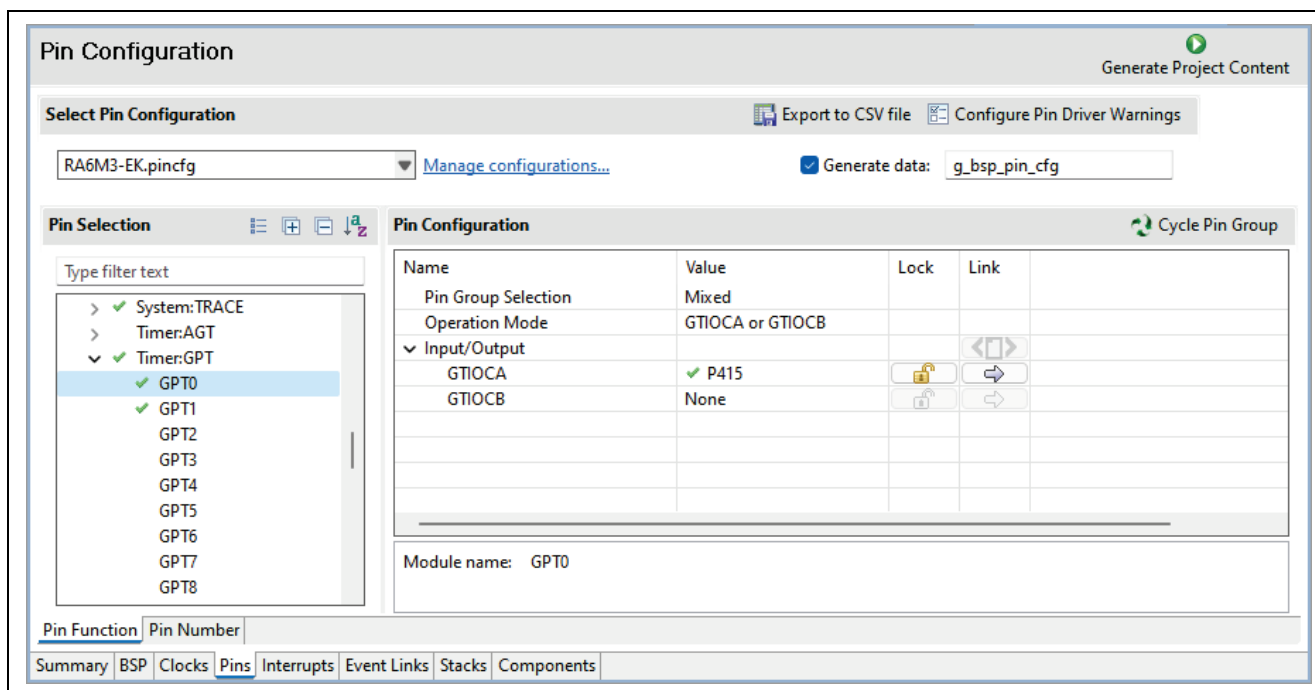 Pin Configuration
Generate Project Content
Select Pin Configuration Export to CSV file Configure Pin Driver Warnings
RA6M3-EK.pincfg Manage configurations... Generate data: g_bsp_pin_cfg
Pin Selection Pin Configuration Cycle Pin Group
Type filter text Name Value Lock Link
System:TRACE Pin Group Selection Mixed
Timer:AGT Operation Mode GTIOCA or GTIOCB
Timer:GPT Input/Output
GPT0 GTIOCA P415
GPT1 GTIOCB None
GPT2
GPT3
GPT4
GPT5
GPT6
GPT7 Module name: GPT0
GPT8
Pin Function Pin Number
Summary BSP Clocks Pins Interrupts Event Links Stacks Components